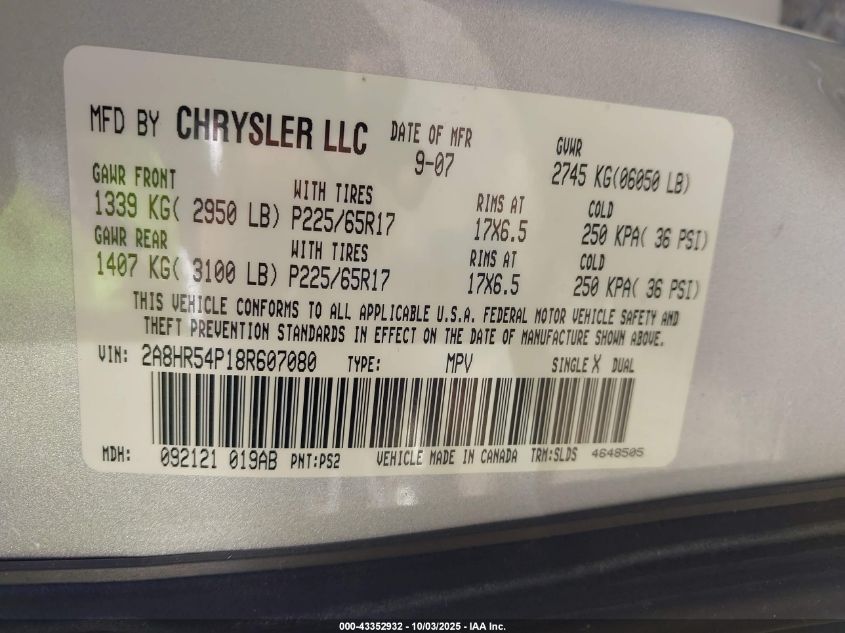 MFD BY CHRYSLER LLC DATE OF MFR GVWR
9-07 2745 KG(06050 LB)
GAWR FRONT WITH TIRES RIMS AT COLD
1339 KG( 2950 LB) P225/65R17 17X6.5 250 KPA( 36 PSI)
GAWR REAR WITH TIRES RIMS AT COLD
1407 KG( 3100 LB) P225/65R17 17X6.5 250 KPA( 36 PSI)
THIS VEHICLE CONFORMS TO ALL APPLICABLE U.S.A. FEDERAL MOTOR VEHICLE SAFETY AND
THEFT PREVENTION STANDARDS IN EFFECT ON THE DATE OF MANUFACTURE SHOWN ABOVE.
VIN: 2A8HR54P18R607080 TYPE: MPV SINGLE X DUAL
MDH: 092121 019AB PNT:PS2 VEHICLE MADE IN CANADA TRM:SLDS 4648505
000-43352932 - 10/03/2025 - IAA Inc.